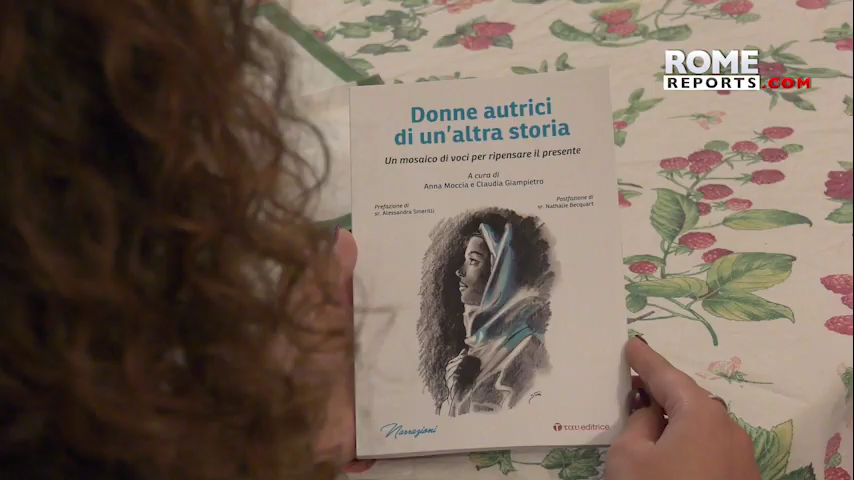 ROME
REPORTS.COM
Donne autrici
di un'altra storia
Un mosaico di voci per ripensare il presente
A cura di
Anna Moccia e Claudia Giampietro
Prefazione di
sr. Alessandra Smerilli
Postfazione di
sr. Nathalie Becquart
Narrazioni
tau editrice